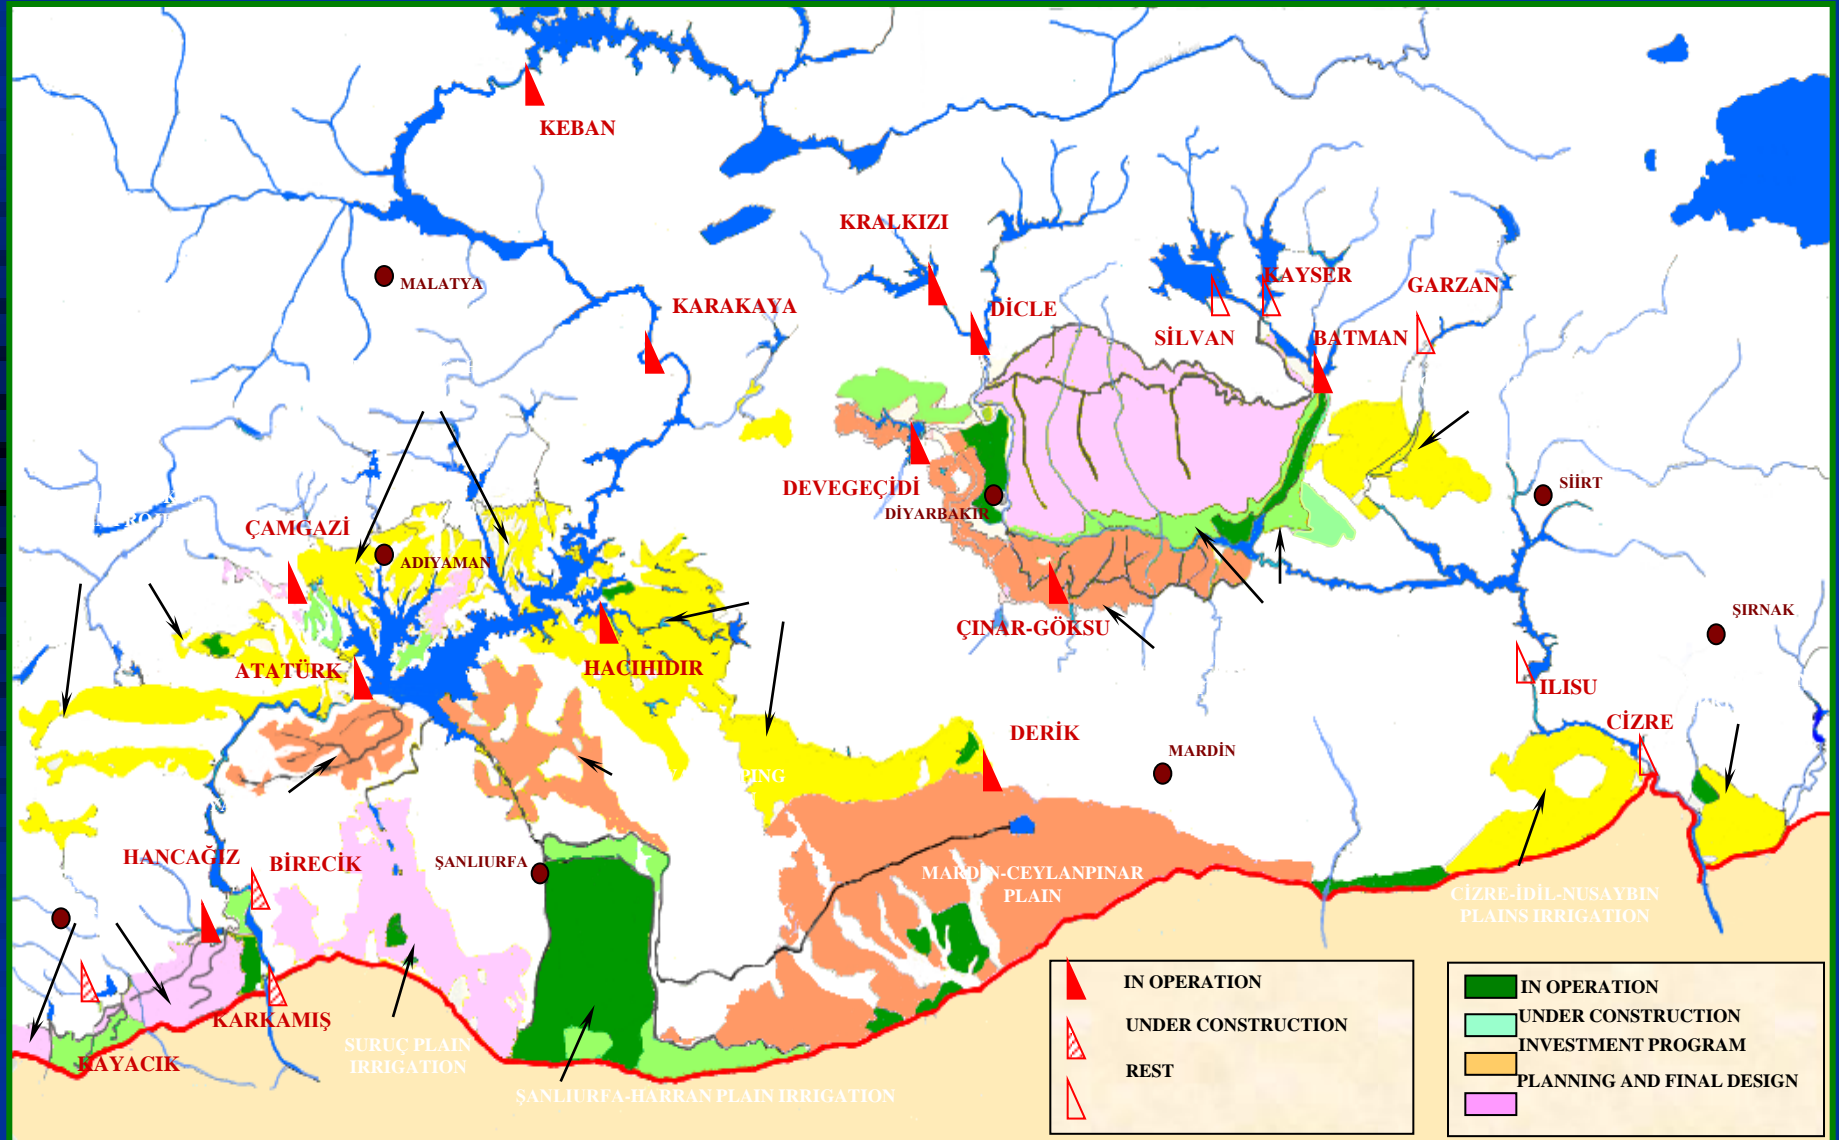 KEBAN
KRALKIZI
MALATYA
KARAKAYA
DİCLE
KAYSER
GARZAN
SİLVAN
BATMAN
DEVEGEÇİDİ
DİYARBAKIR
SİİRT
ÇAMGAZİ
ADIYAMAN
ŞIRNAK
ÇINAR-GÖKSU
ATATÜRK
HACIHIDIR
ILISU
CİZRE
DERİK
MARDİN
PING
HANCAĞIZ
BİRECİK
ŞANLIURFA
MARDİN-CEYLANPINAR
PLAIN
CİZRE-İDİL-NUSAYBIN
PLAINS IRRIGATION
KARKAMIŞ
KAYACIK
SURUÇ PLAIN
IRRIGATION
ŞANLIURFA-HARRAN PLAIN IRRIGATION
IN OPERATION
UNDER CONSTRUCTION
REST
IN OPERATION
UNDER CONSTRUCTION
INVESTMENT PROGRAM
PLANNING AND FINAL DESIGN